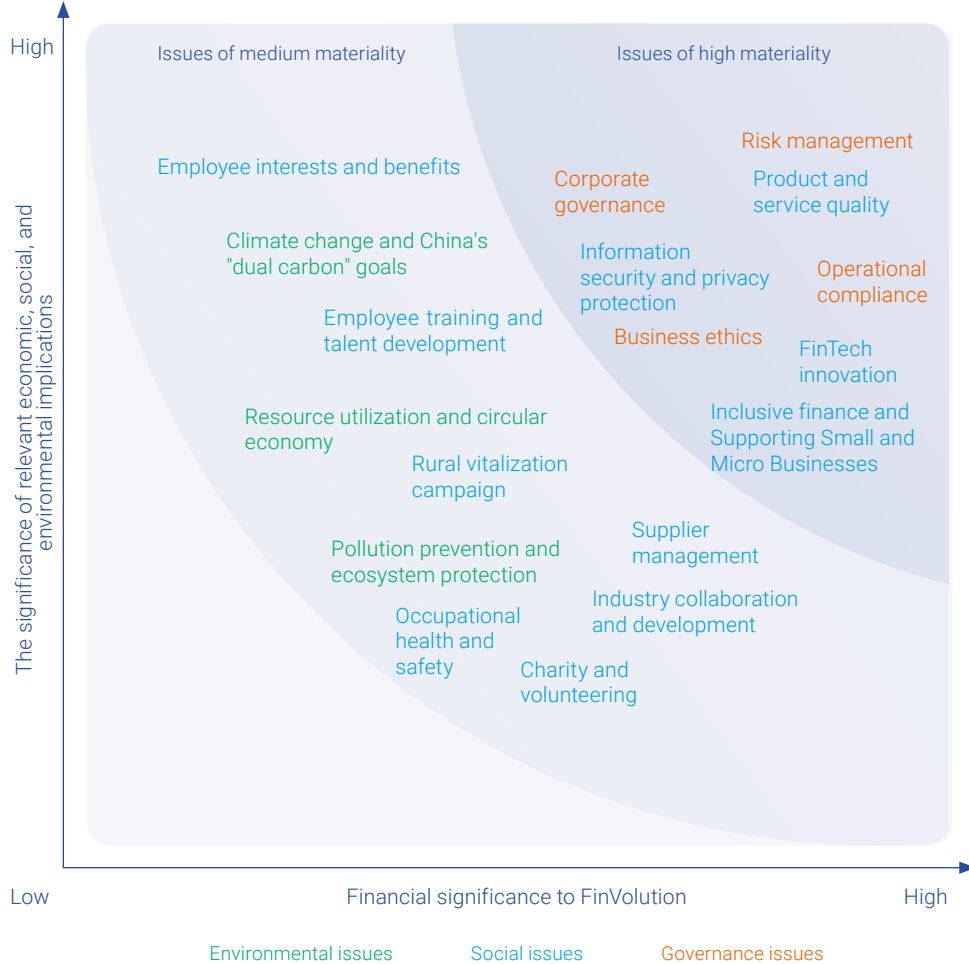 High
Issues of medium materiality
Issues of high materiality
Risk management
Employee interests and benefits
Corporate
governance
Product and
service quality
Climate change and China's
"dual carbon" goals
Information
security and privacy
protection
Operational
compliance
Employee training and
talent development
Business ethics
FinTech
innovation
Resource utilization and circular
economy
Inclusive finance and
Supporting Small and
Micro Businesses
Rural vitalization
campaign
Supplier
management
Pollution prevention and
ecosystem protection
Industry collaboration
and development
Occupational
health and
safety
Charity and
volunteering
The significance of relevant economic, social, and
environmental implications
Low
Financial significance to FinVolution
High
Environmental issues
Social issues
Governance issues